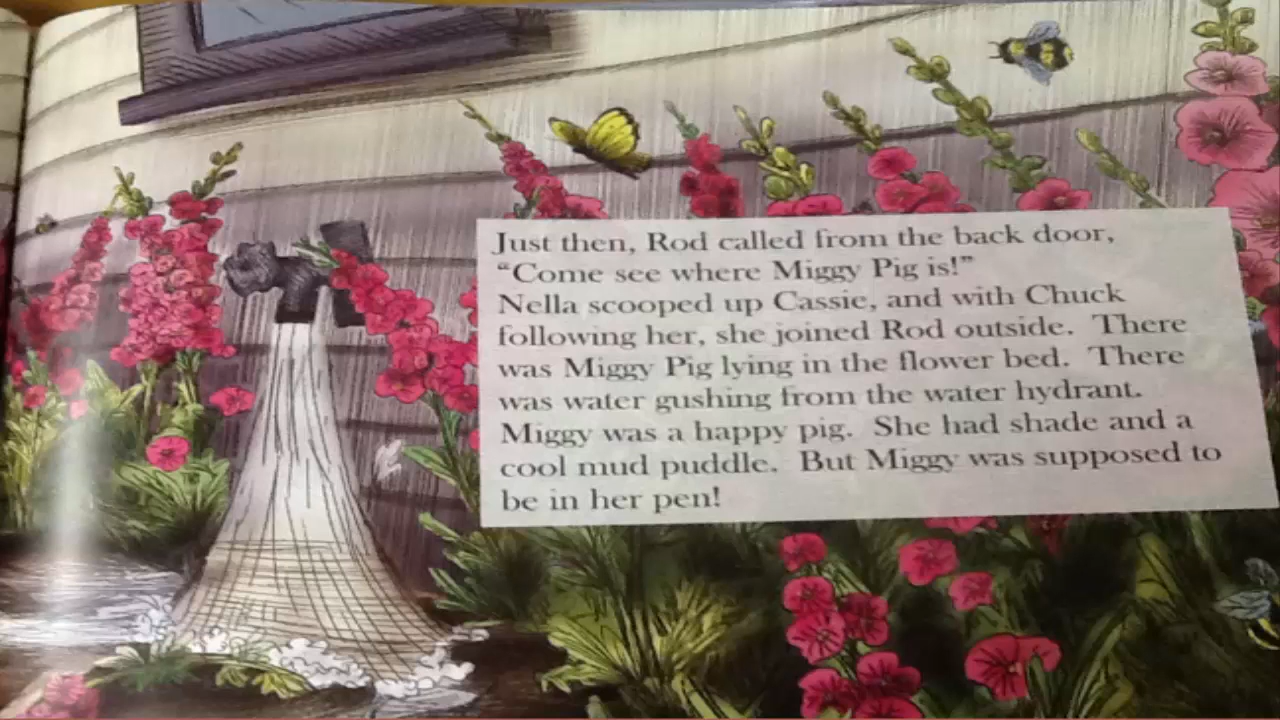 Just then, Rod called from the back door,
"Come see where Miggy Pig is!"
Nella scooped up Cassie, and with Chuck
following her, she joined Rod outside. There
was Miggy Pig lying in the flower bed. There
was water gushing from the water hydrant.
Miggy was a happy pig. She had shade and a
cool mud puddle. But Miggy was supposed to
be in her pen!